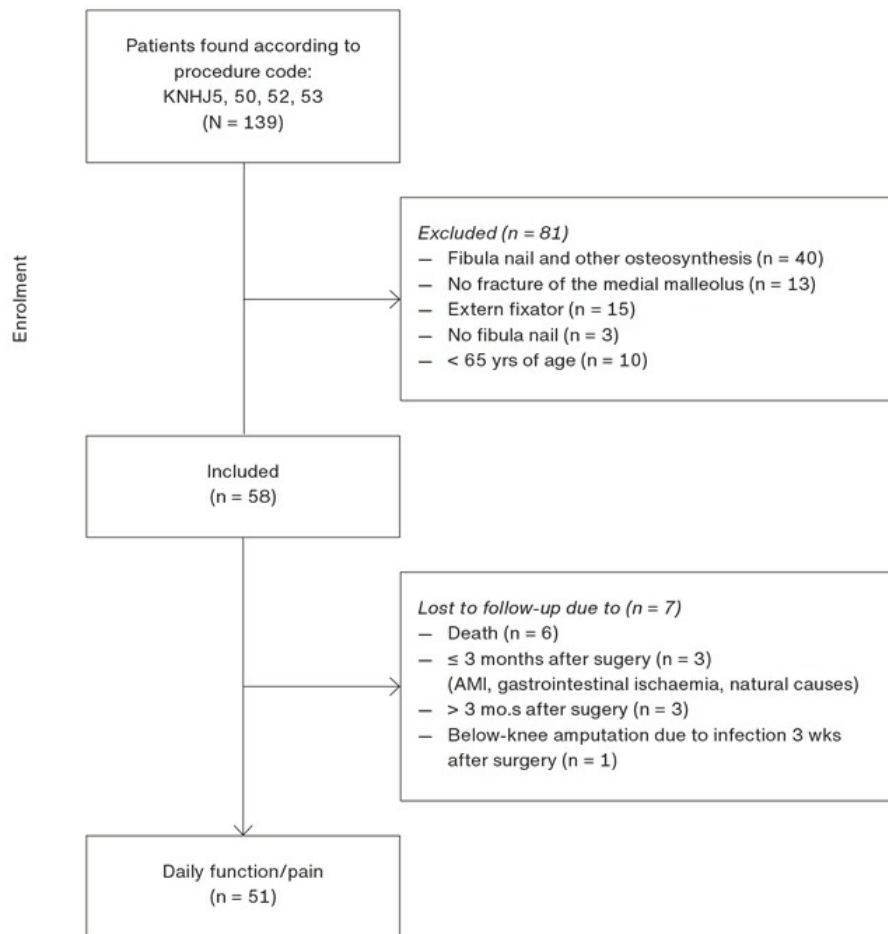 Patients found according to
procedure code:
KNHJ5, 50, 52, 53
(N = 139)
Enrolment
Excluded (n = 81)
— Fibula nail and other osteosynthesis (n = 40)
— No fracture of the medial malleolus (n = 13)
— Extern fixator (n = 15)
— No fibula nail (n = 3)
— < 65 yrs of age (n = 10)
Included
(n = 58)
Lost to follow-up due to (n = 7)
— Death (n = 6)
— ≤ 3 months after sugery (n = 3)
(AMI, gastrointestinal ischaemia, natural causes)
— > 3 mo.s after sugery (n = 3)
— Below-knee amputation due to infection 3 wks
after surgery (n = 1)
Daily function/pain
(n = 51)